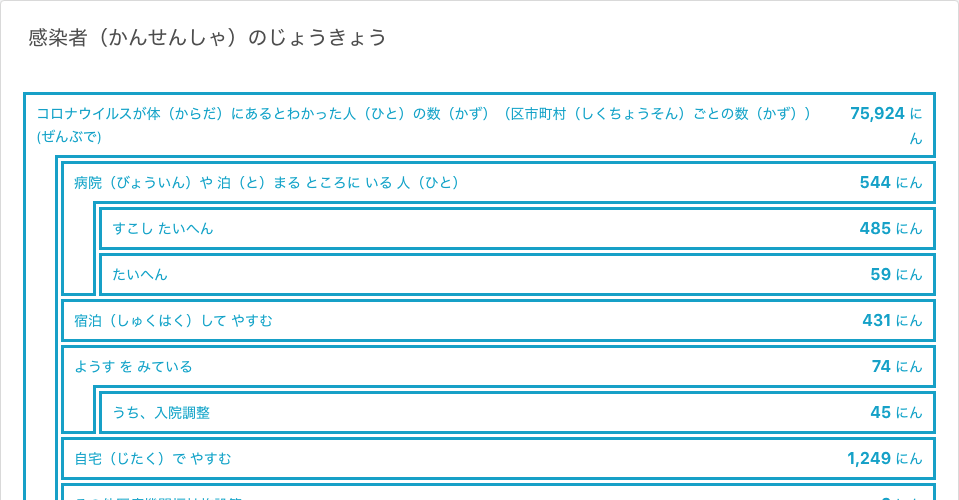 感染者（かんせんしゃ）のじょうきょう
コロナウイルスが体（からだ）にあるとわかった人（ひと）の数（かず）（区市町村（しくちょうそん）ごとの数（かず）） 75,924 に
(ぜんぶで) ん
病院（びょういん）や 泊（と）まる ところに いる 人（ひと） 544 にん
すこし たいへん 485 にん
たいへん 59 にん
宿泊（しゅくはく）して やすむ 431 にん
ようす を みている 74 にん
うち、入院調整 45 にん
自宅（じたく）で やすむ 1,249 にん